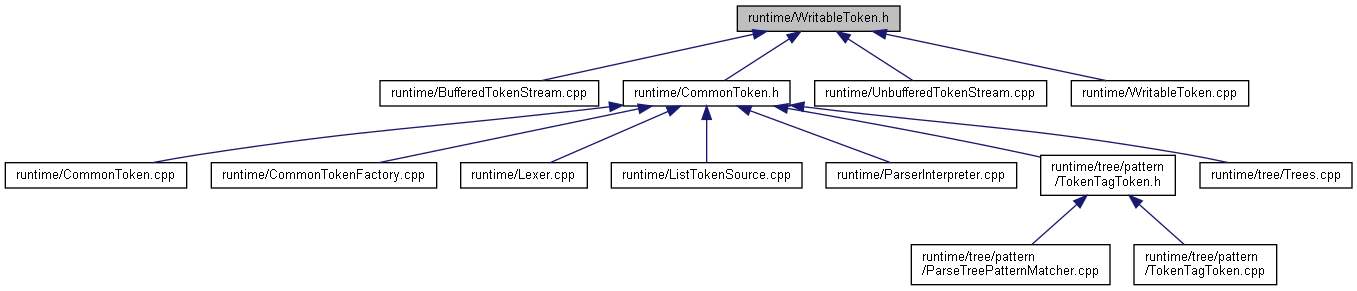 runtime/WritableToken.h
runtime/BufferedTokenStream.cpp
runtime/CommonToken.h
runtime/UnbufferedTokenStream.cpp
runtime/WritableToken.cpp
runtime/CommonToken.cpp
runtime/CommonTokenFactory.cpp
runtime/Lexer.cpp
runtime/ListTokenSource.cpp
runtime/ParserInterpreter.cpp
runtime/tree/pattern
/TokenTagToken.h
runtime/tree/Trees.cpp
runtime/tree/pattern
/ParseTreePatternMatcher.cpp
runtime/tree/pattern
/TokenTagToken.cpp